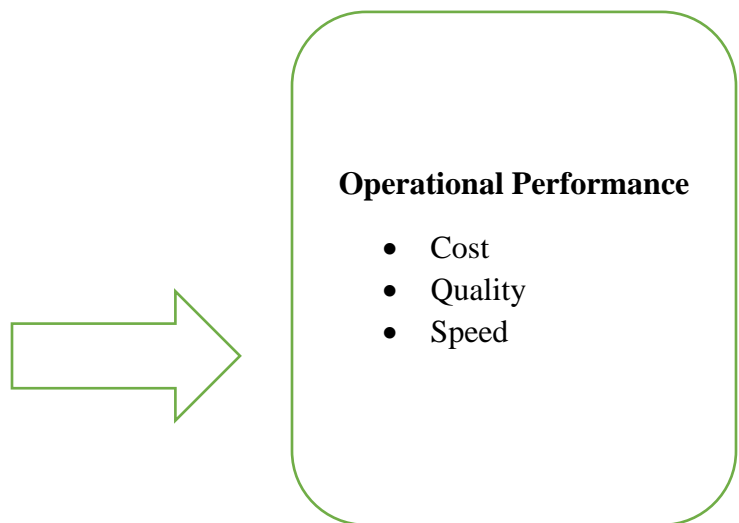 Operational Performance
• Cost
• Quality
• Speed